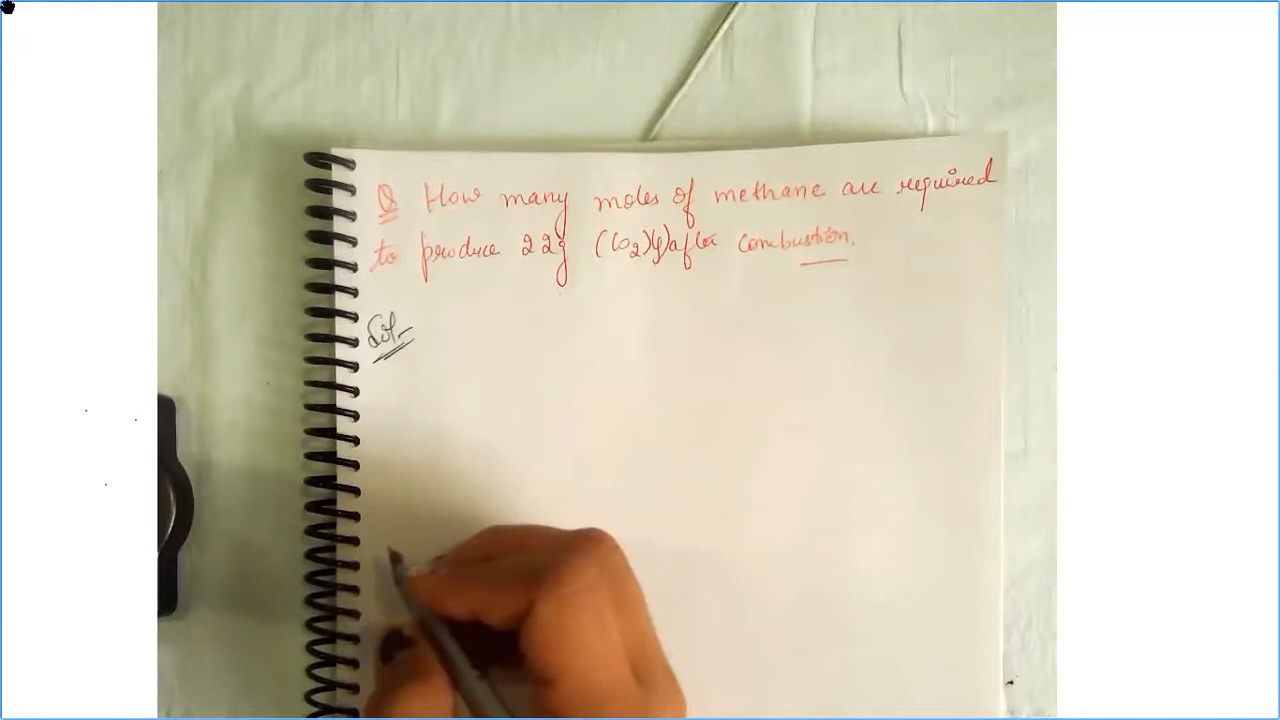 Q How many moles of methane are required
to produce 22g (CO2)(g) after combustion.
Sol-